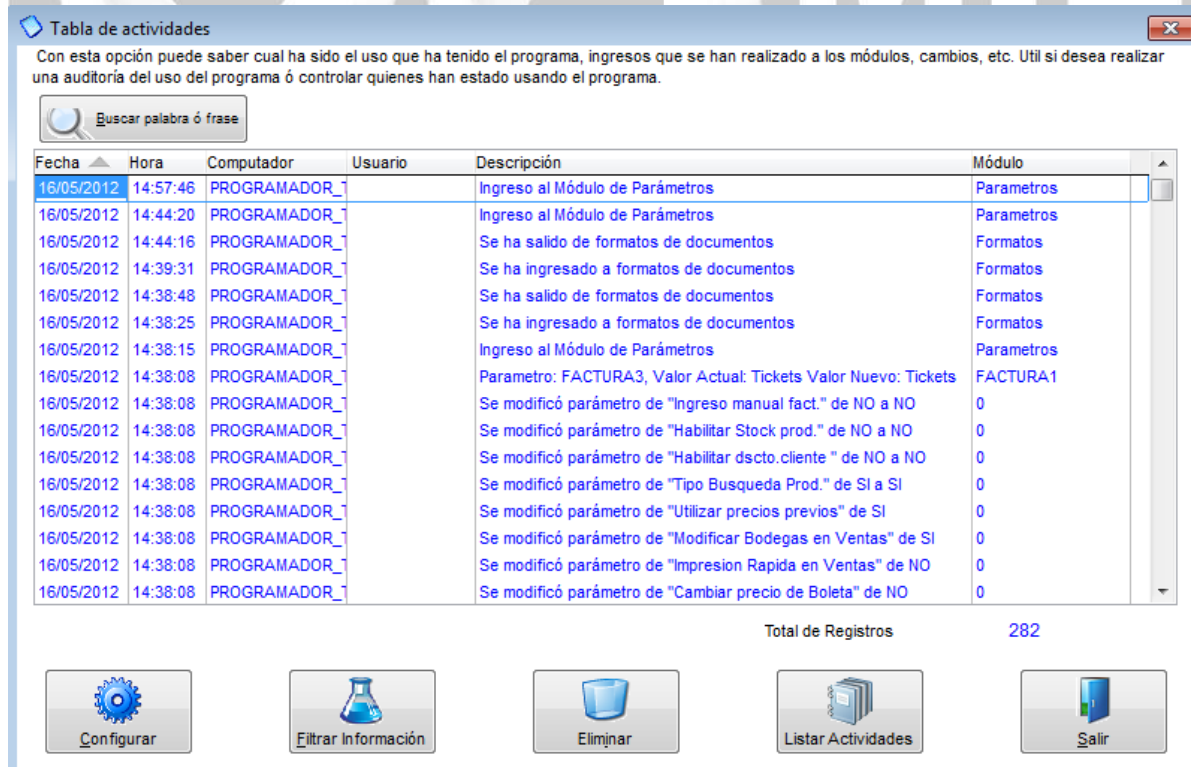 Tabla de actividades
Con esta opción puede saber cual ha sido el uso que ha tenido el programa, ingresos que se han realizado a los módulos, cambios, etc. Util si desea realizar
una auditoría del uso del programa ó controlar quienes han estado usando el programa.
Buscar palabra ó frase
Fecha Hora Computador Usuario Descripción Módulo
16/05/2012 14:57:46 PROGRAMADOR_T Ingreso al Módulo de Parámetros Parametros
16/05/2012 14:44:20 PROGRAMADOR_T Ingreso al Módulo de Parámetros Parametros
16/05/2012 14:44:16 PROGRAMADOR_T Se ha salido de formatos de documentos Formatos
16/05/2012 14:39:31 PROGRAMADOR_T Se ha ingresado a formatos de documentos Formatos
16/05/2012 14:38:48 PROGRAMADOR_T Se ha salido de formatos de documentos Formatos
16/05/2012 14:38:25 PROGRAMADOR_T Se ha ingresado a formatos de documentos Formatos
16/05/2012 14:38:15 PROGRAMADOR_T Ingreso al Módulo de Parámetros Parametros
16/05/2012 14:38:08 PROGRAMADOR_T Parametro: FACTURA3, Valor Actual: Tickets Valor Nuevo: Tickets FACTURA1
16/05/2012 14:38:08 PROGRAMADOR_T Se modificó parámetro de "Ingreso manual fact." de NO a NO 0
16/05/2012 14:38:08 PROGRAMADOR_T Se modificó parámetro de "Habilitar Stock prod." de NO a NO 0
16/05/2012 14:38:08 PROGRAMADOR_T Se modificó parámetro de "Habilitar dscto.cliente " de NO a NO 0
16/05/2012 14:38:08 PROGRAMADOR_T Se modificó parámetro de "Tipo Busqueda Prod." de SI a SI 0
16/05/2012 14:38:08 PROGRAMADOR_T Se modificó parámetro de "Utilizar precios previos" de SI 0
16/05/2012 14:38:08 PROGRAMADOR_T Se modificó parámetro de "Modificar Bodegas en Ventas" de SI 0
16/05/2012 14:38:08 PROGRAMADOR_T Se modificó parámetro de "Impresion Rapida en Ventas" de NO 0
16/05/2012 14:38:08 PROGRAMADOR_T Se modificó parámetro de "Cambiar precio de Boleta" de NO 0
Total de Registros 282
Configurar Filtrar Información Eliminar Listar Actividades Salir